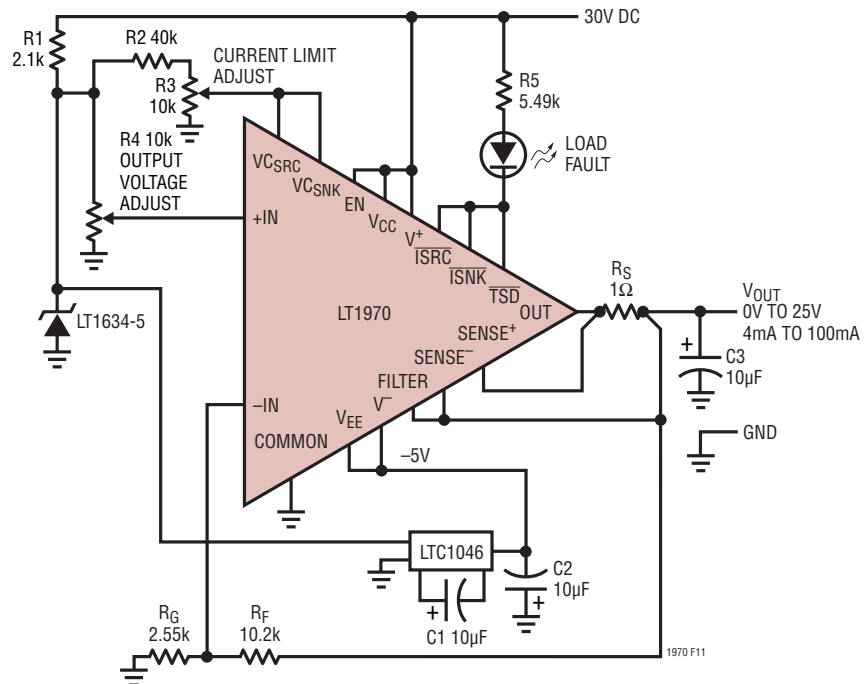 30V DC
R1
2.1k
R2 40k
R3
10k
CURRENT LIMIT
ADJUST
R4 10k
OUTPUT
VOLTAGE
ADJUST
R5
5.49k
LOAD
FAULT
VCSRC
VCSNK
EN
VCC
V+
ISRC
ISNK
TSD
+IN
LT1970
OUT
SENSE+
SENSE–
FILTER
V–
VEE
–IN
COMMON
RS
1Ω
VOUT
0V TO 25V
4mA TO 100mA
+
C3
10µF
GND
LT1634-5
–5V
LTC1046
+
C1 10µF
C2
10µF
+
RG
2.55k
RF
10.2k
1970 F11